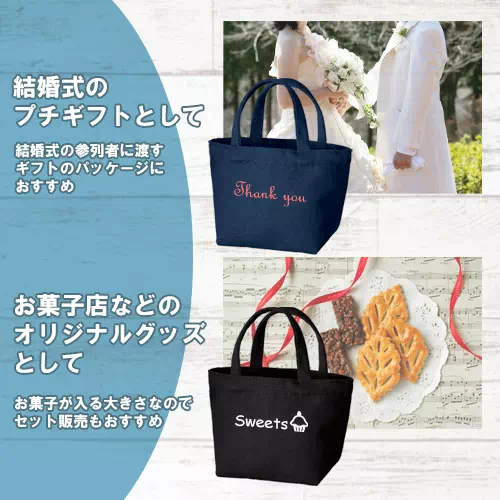 結婚式の
プチギフトとして
結婚式の参列者に渡す
ギフトのパッケージに
おすすめ
Thank you
お菓子店などの
オリジナルグッズ
として
お菓子が入る大きさなので
セット販売もおすすめ
Sweets